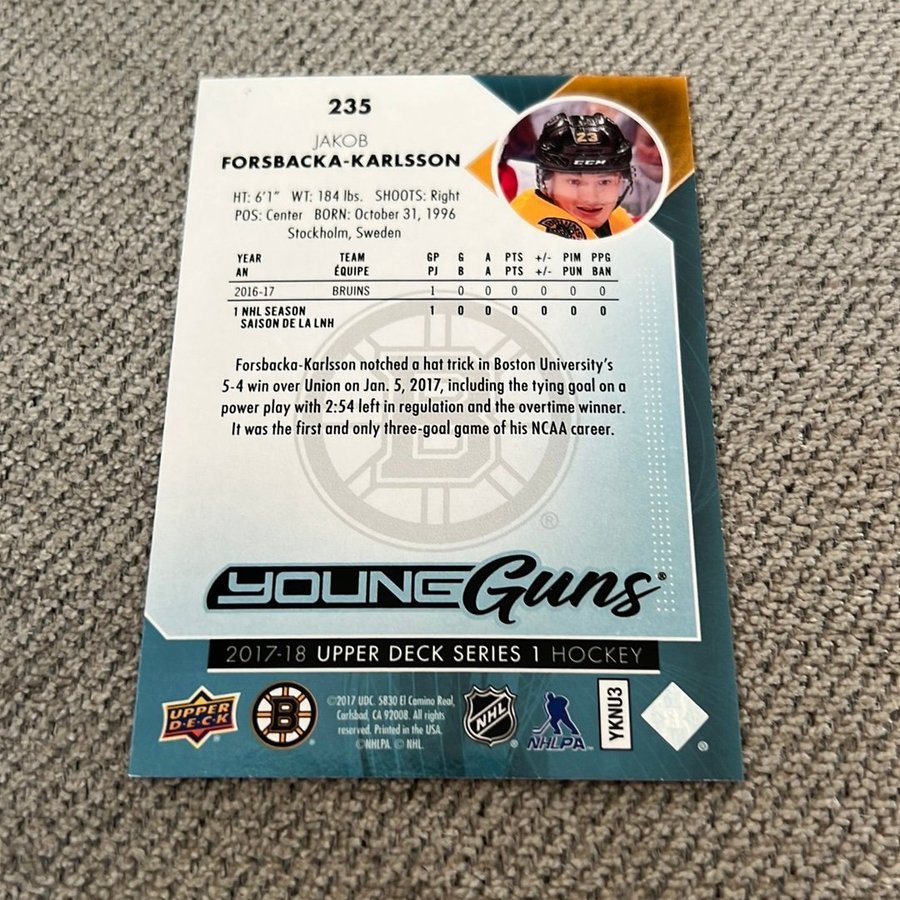 235
JAKOB
FORSBACKA-KARLSSON
23
CCM
HT: 6'1" WT: 184 lbs. SHOOTS: Right
POS: Center BORN: October 31, 1996
Stockholm, Sweden
YEAR TEAM GP G A PTS +/- PIM PPG
AN ÉQUIPE PJ B A PTS +/- PUN BAN
2016-17 BRUINS 1 0 0 0 0 0 0
1 NHL SEASON 1 0 0 0 0 0 0
SAISON DE LA LNH
Forsbacka-Karlsson notched a hat trick in Boston University's
5-4 win over Union on Jan. 5, 2017, including the tying goal on a
power play with 2:54 left in regulation and the overtime winner.
It was the first and only three-goal game of his NCAA career.
B
®
YOUNG Guns®
2017-18 UPPER DECK SERIES 1 HOCKEY
UPPER DECK
B
©2017 UDC. 5830 El Camino Real,
Carlsbad, CA 92008. All rights
reserved. Printed in the USA.
©NHLPA. © NHL.
NHL
®
NHLPA
YKNU3
®